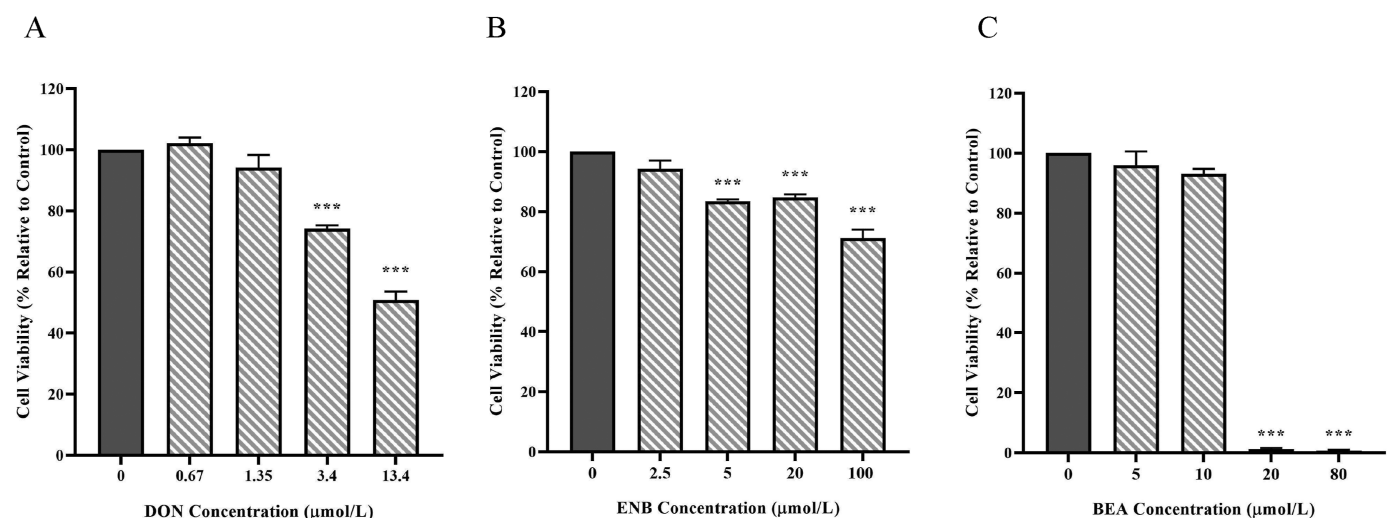 A
Cell Viability (% Relative to Control)
120
100
80
60
40
20
0
***
***
0 0.67 1.35 3.4 13.4
DON Concentration (μmol/L)
B
Cell Viability (% Relative to Control)
120
100
80
60
40
20
0
***
***
***
0 2.5 5 20 100
ENB Concentration (μmol/L)
C
Cell Viability (% Relative to Control)
120
100
80
60
40
20
0
*** ***
0 5 10 20 80
BEA Concentration (μmol/L)